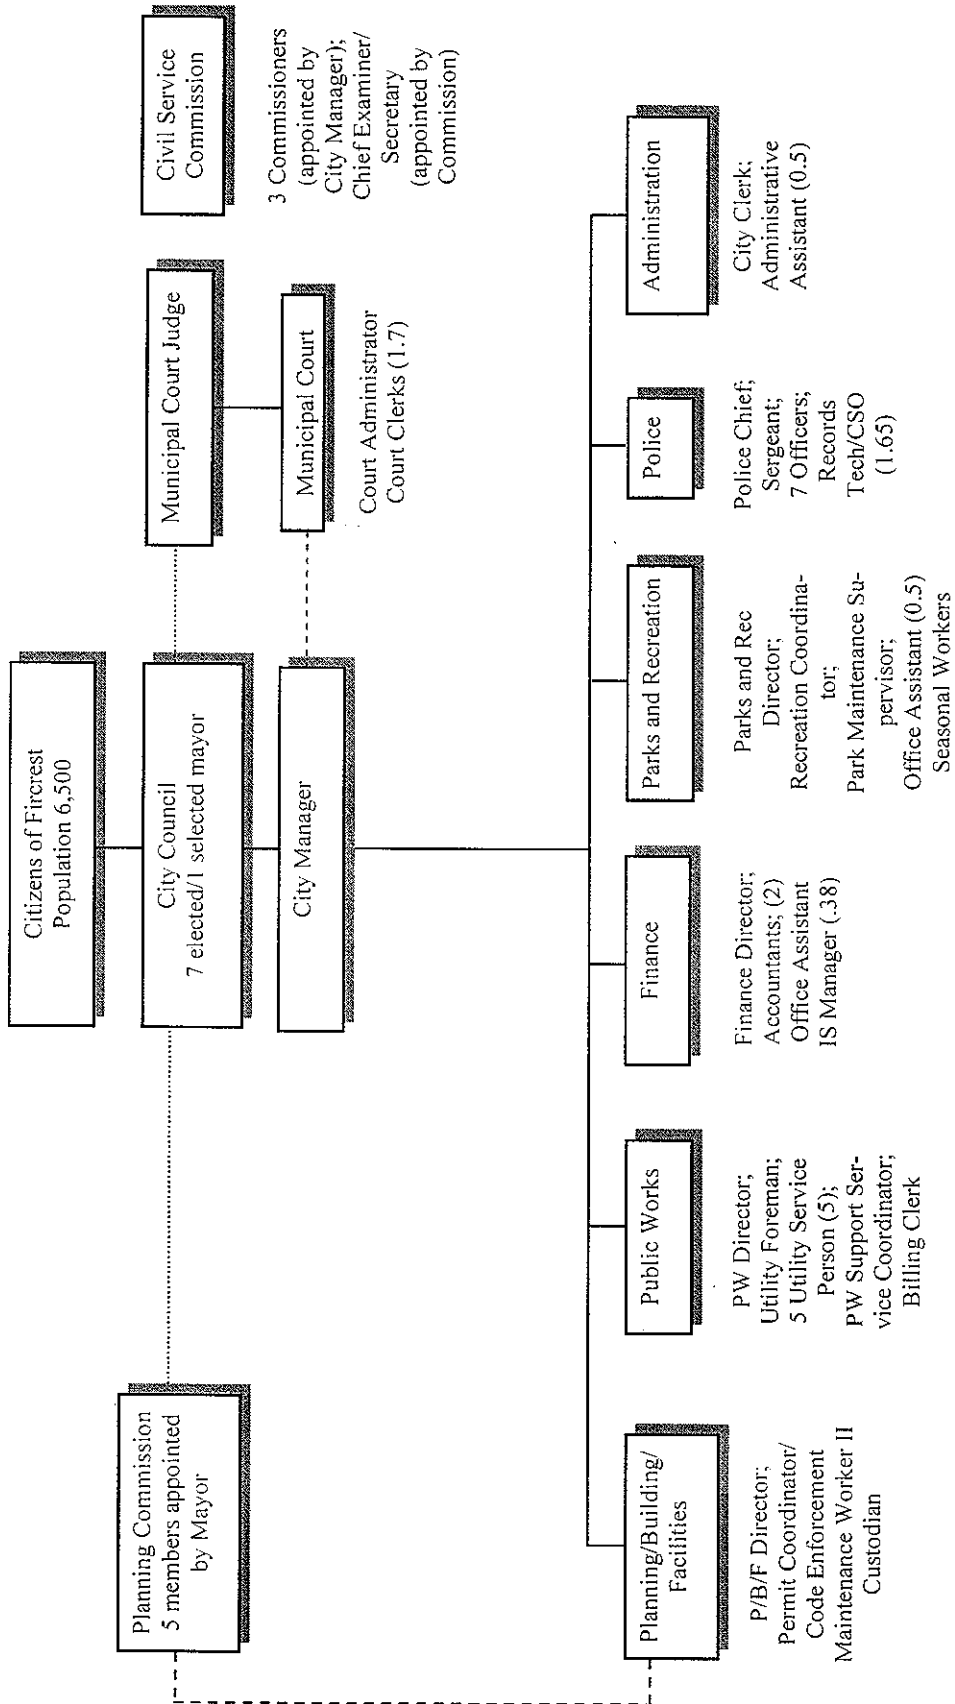 Citizens of Fircrest
Population 6,500
Planning Commission
5 members appointed
by Mayor
City Council
7 elected/1 selected mayor
Municipal Court Judge
Civil Service
Commission
3 Commissioners
(appointed by
City Manager);
Chief Examiner/
Secretary
(appointed by
Commission)
City Manager
Municipal Court
Court Administrator
Court Clerks (1.7)
Planning/Building/
Facilities
P/B/F Director;
Permit Coordinator/
Code Enforcement
Maintenance Worker II
Custodian
Public Works
PW Director;
Utility Foreman;
5 Utility Service
Person (5);
PW Support Ser-
vice Coordinator;
Billing Clerk
Finance
Finance Director;
Accountants; (2)
Office Assistant
IS Manager (.38)
Parks and Recreation
Parks and Rec
Director;
Recreation Coordina-
tor;
Park Maintenance Su-
pervisor;
Office Assistant (0.5)
Seasonal Workers
Police
Police Chief;
Sergeant;
7 Officers;
Records
Tech/CSO
(1.65)
Administration
City Clerk;
Administrative
Assistant (0.5)